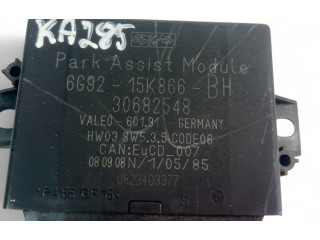 KA285
Park Assist Module
6G92 - 15K866 - BH
30682548
VALEO - 601.91 GERMANY
HW03 SW5.3.5 CODE08
CAN:EuCD_007
080908N/1/05/85
0823403377